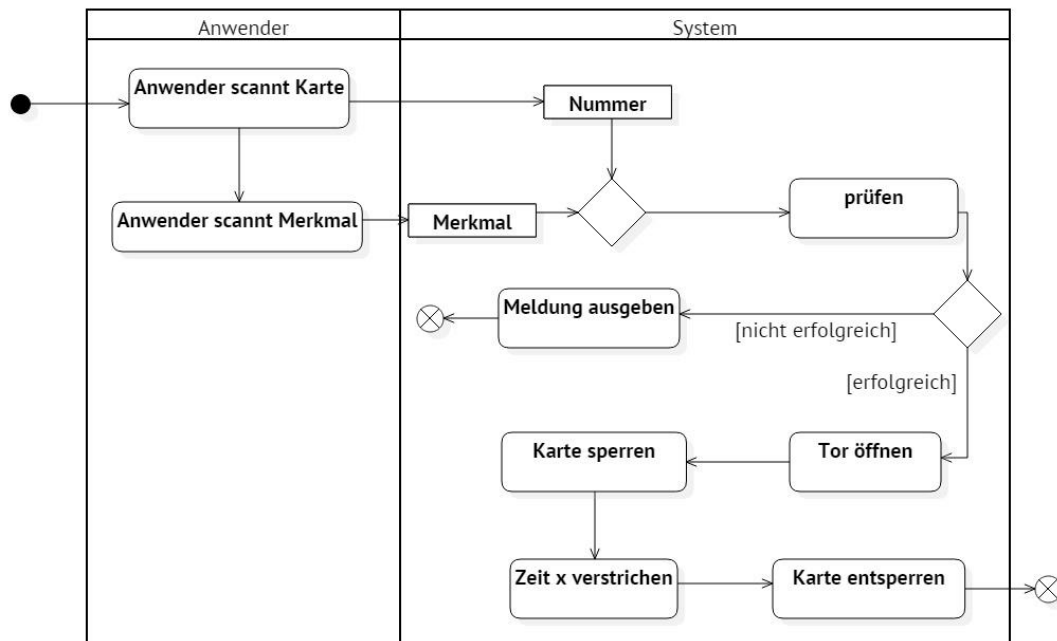 Anwender
System
Anwender scannt Karte
Nummer
Anwender scannt Merkmal
Merkmal
prüfen
Meldung ausgeben
[nicht erfolgreich]
[erfolgreich]
Karte sperren
Tor öffnen
Zeit x verstrichen
Karte entsperren